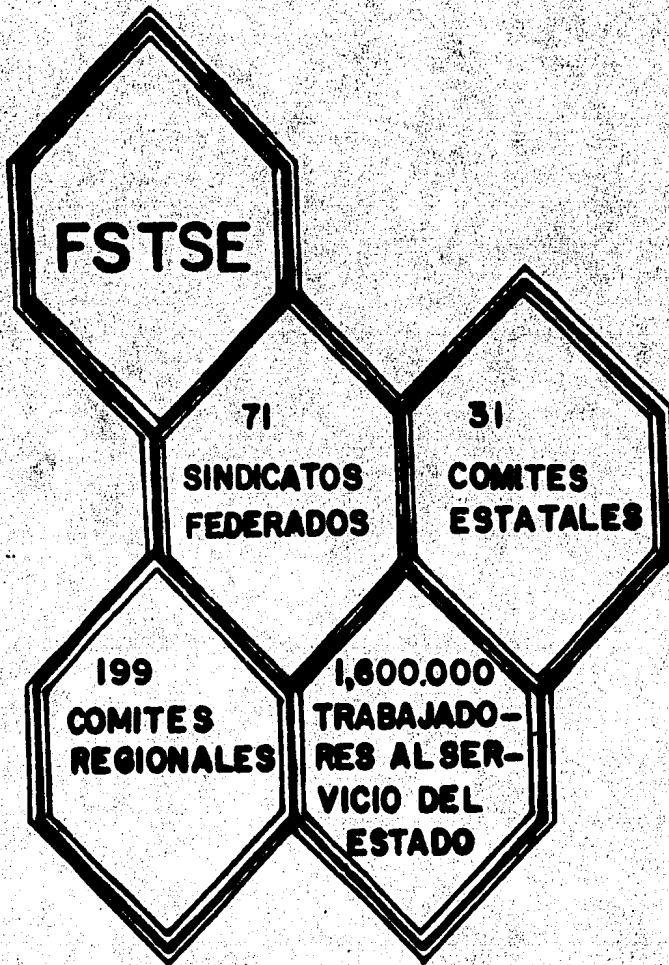 FSTSE
71
SINDICATOS
FEDERADOS
31
COMITES
ESTATALES
199
COMITES
REGIONALES
1,600.000
TRABAJADO-
RES AL SER-
VICIO DEL
ESTADO